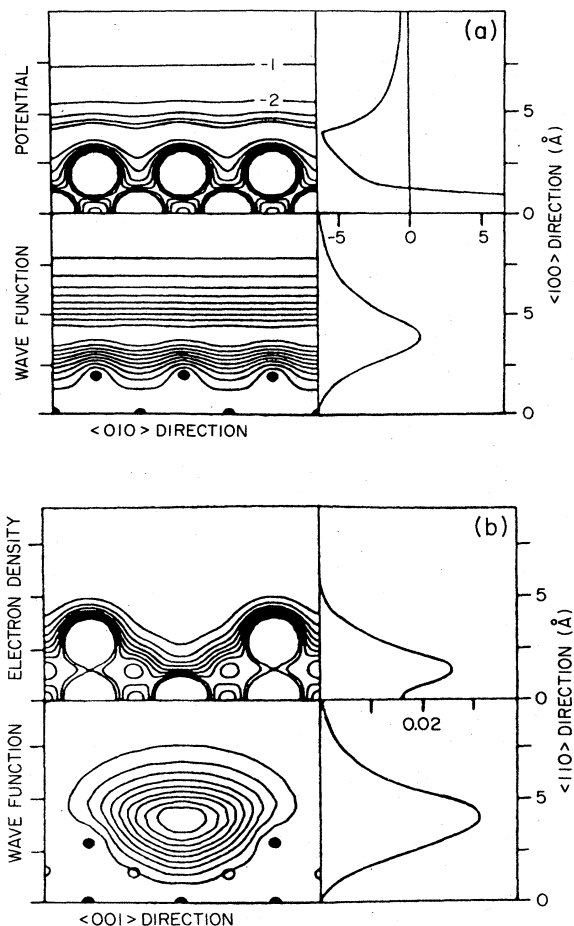 (a)
POTENTIAL
-1
-2
5
0
-5 0 5
<100> DIRECTION (Å)
WAVE FUNCTION
5
0
<010> DIRECTION
(b)
ELECTRON DENSITY
5
0
0.02
<110> DIRECTION (Å)
WAVE FUNCTION
5
0
<001> DIRECTION